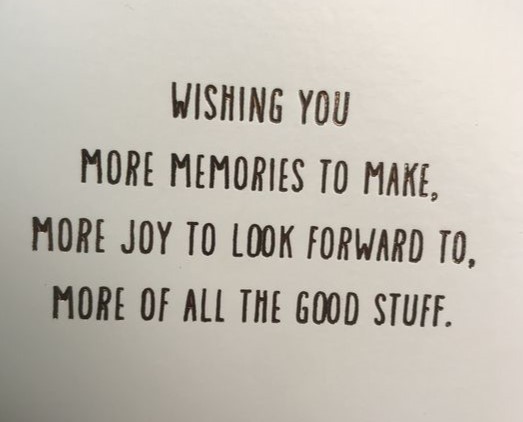 WISHING YOU
MORE MEMORIES TO MAKE,
MORE JOY TO LOOK FORWARD TO,
MORE OF ALL THE GOOD STUFF.